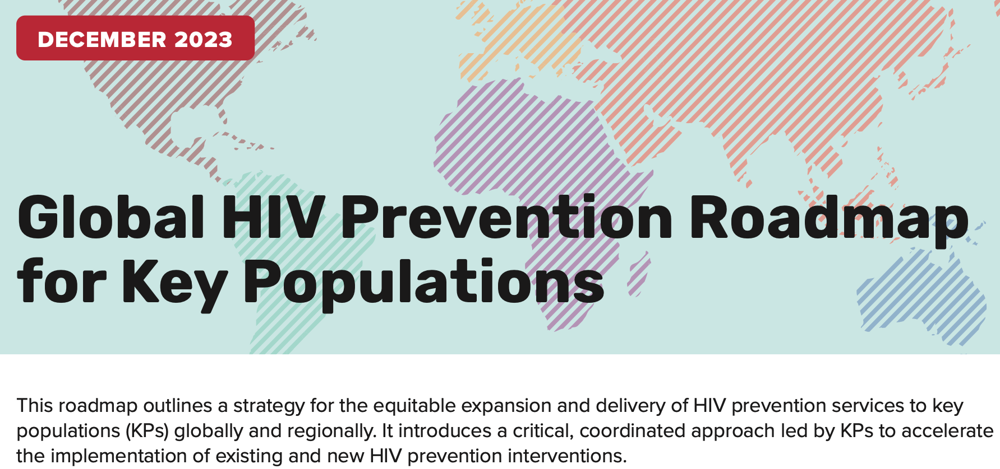 DECEMBER 2023
Global HIV Prevention Roadmap
for Key Populations
This roadmap outlines a strategy for the equitable expansion and delivery of HIV prevention services to key
populations (KPs) globally and regionally. It introduces a critical, coordinated approach led by KPs to accelerate
the implementation of existing and new HIV prevention interventions.